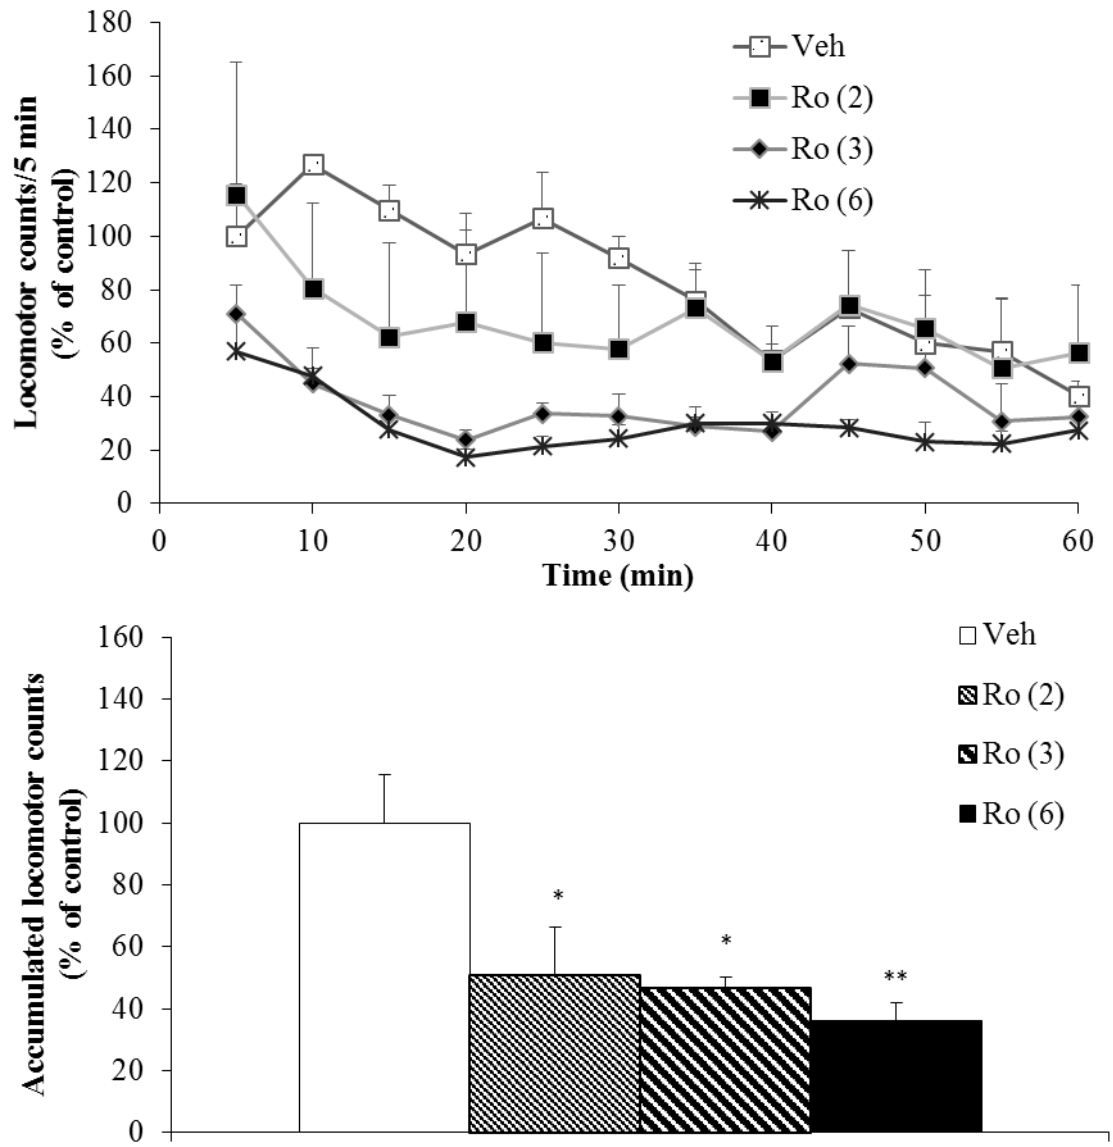 180
160
140
120
100
80
60
40
20
0
Locomotor counts/5 min
(% of control)
Veh
Ro (2)
Ro (3)
Ro (6)
0 10 20 30 40 50 60
Time (min)
160
140
120
100
80
60
40
20
0
Accumulated locomotor counts
(% of control)
Veh
Ro (2)
Ro (3)
Ro (6)
*
*
**